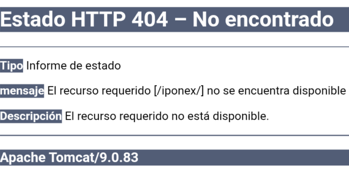 Estado HTTP 404 – No encontrado
Tipo Informe de estado
mensaje El recurso requerido [/iponex/] no se encuentra disponible
Descripción El recurso requerido no está disponible.
Apache Tomcat/9.0.83